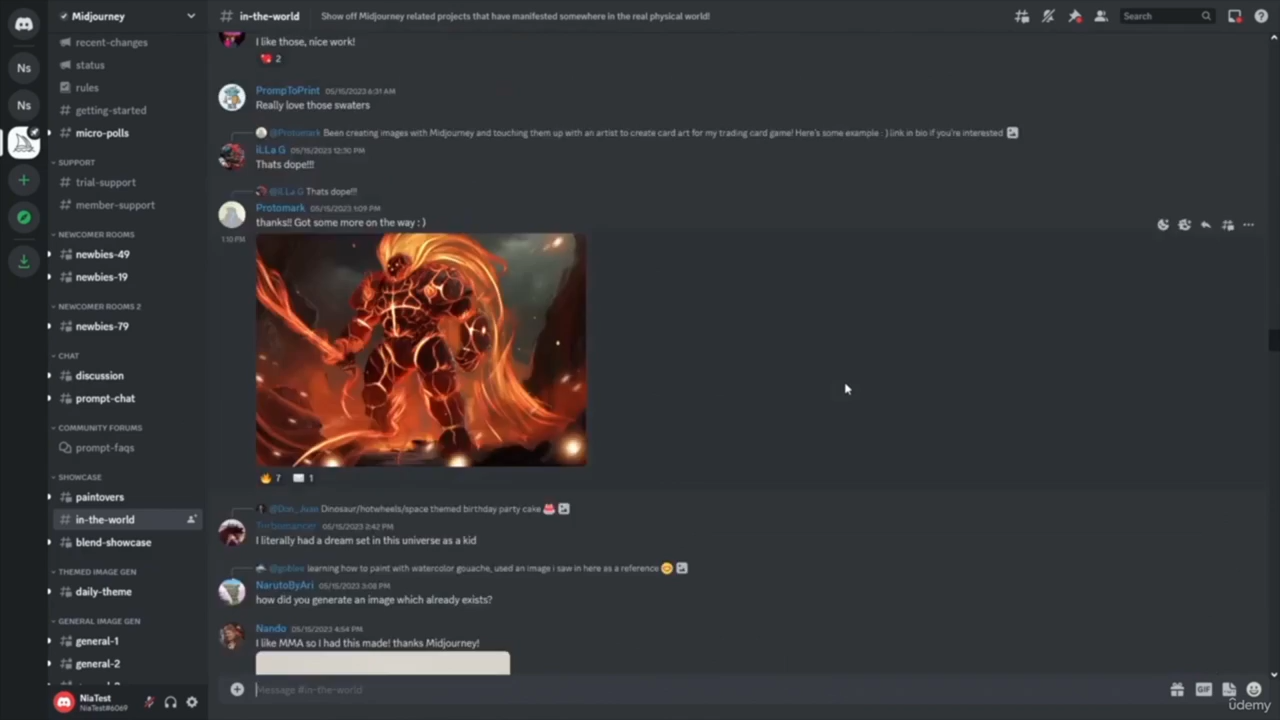 Midjourney
in-the-world
Show off Midjourney related projects that have manifested somewhere in the real physical world!
Search
Ns
Ns
recent-changes
status
rules
getting-started
micro-polls
SUPPORT
trial-support
member-support
NEWCOMER ROOMS
newbies-49
newbies-19
NEWCOMER ROOMS 2
newbies-79
CHAT
discussion
prompt-chat
COMMUNITY FORUMS
prompt-faqs
SHOWCASE
paintovers
in-the-world
blend-showcase
THEMED IMAGE GEN
daily-theme
GENERAL IMAGE GEN
general-1
general-2
NiaTest
NiaTest#6069
I like those, nice work!
2
PrompToPrint 05/15/2023 6:31 AM
Really love those swaters
@Protomark Been creating images with Midjourney and touching them up with an artist to create card art for my trading card game! Here's some example : ) link in bio if you're interested
iLLa G 05/15/2023 12:30 PM
Thats dope!!!
@iLLa G Thats dope!!!
Protomark 05/15/2023 1:09 PM
thanks!! Got some more on the way : )
1:10 PM
7 1
@Don_Juan Dinosaur/hotwheels/space themed birthday party cake
05/15/2023 2:42 PM
I literally had a dream set in this universe as a kid
learning how to paint with watercolor gouache, used an image i saw in here as a reference
NarutoByAri 05/15/2023 3:08 PM
how did you generate an image which already exists?
Nando 05/15/2023 4:54 PM
I like MMA so I had this made! thanks Midjourney!
Message #in-the-world
GIF
ûdemy